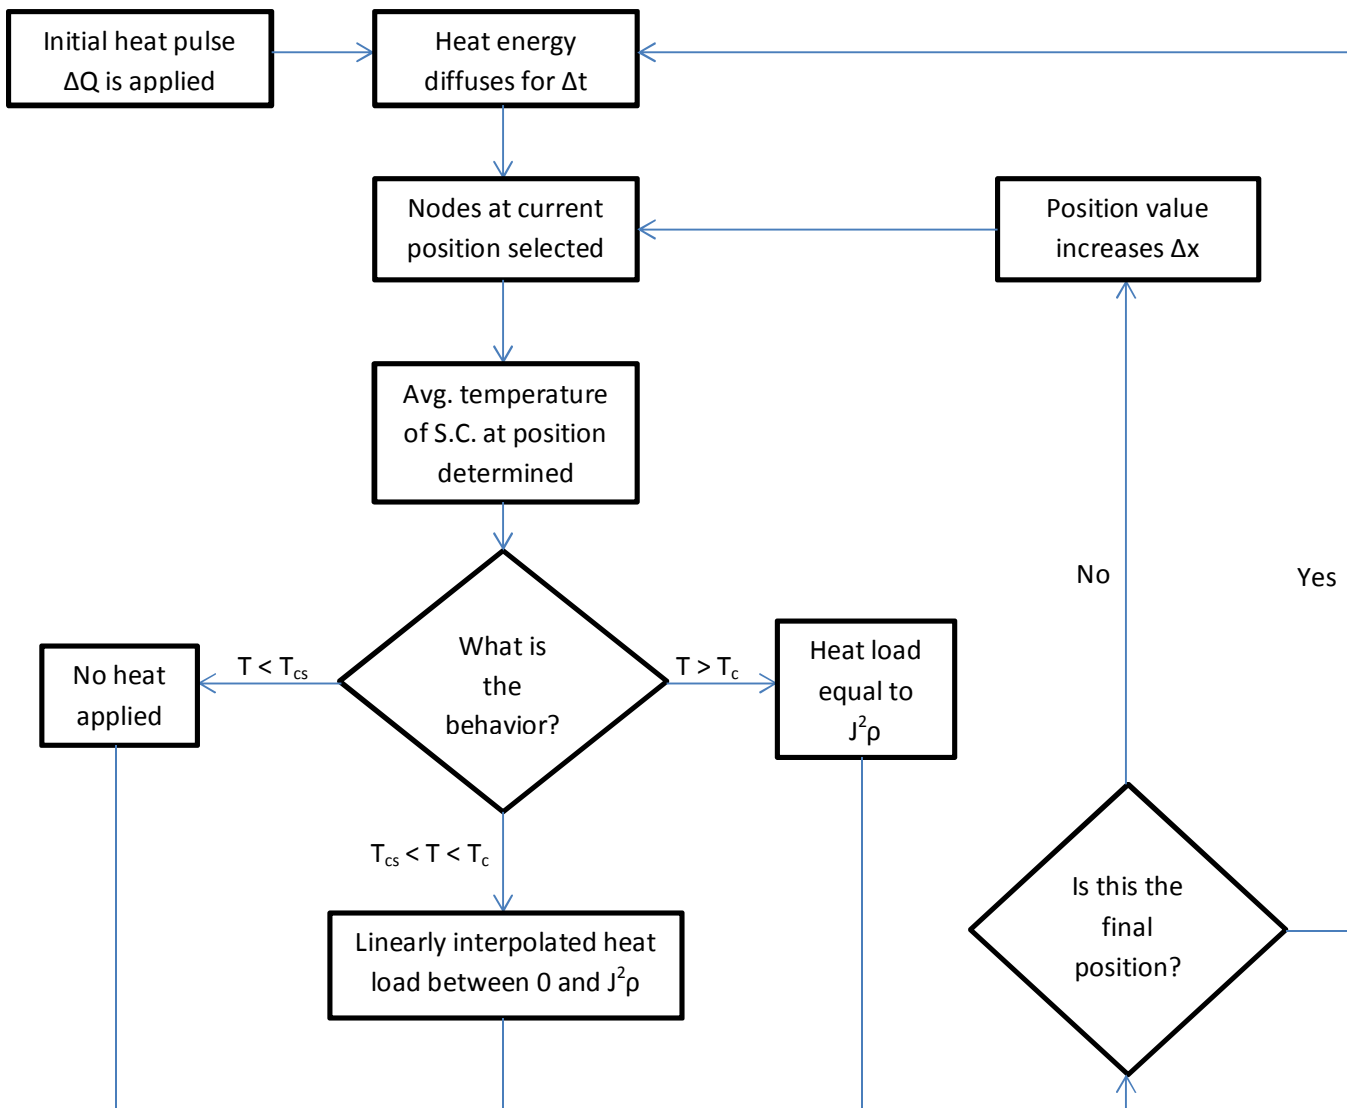 Initial heat pulse
ΔQ is applied
Heat energy
diffuses for Δt
Nodes at current
position selected
Position value
increases Δx
Avg. temperature
of S.C. at position
determined
No
Yes
What is
the
behavior?
T < Tcs
T > Tc
No heat
applied
Heat load
equal to
J²ρ
Tcs < T < Tc
Linearly interpolated heat
load between 0 and J²ρ
Is this the
final
position?